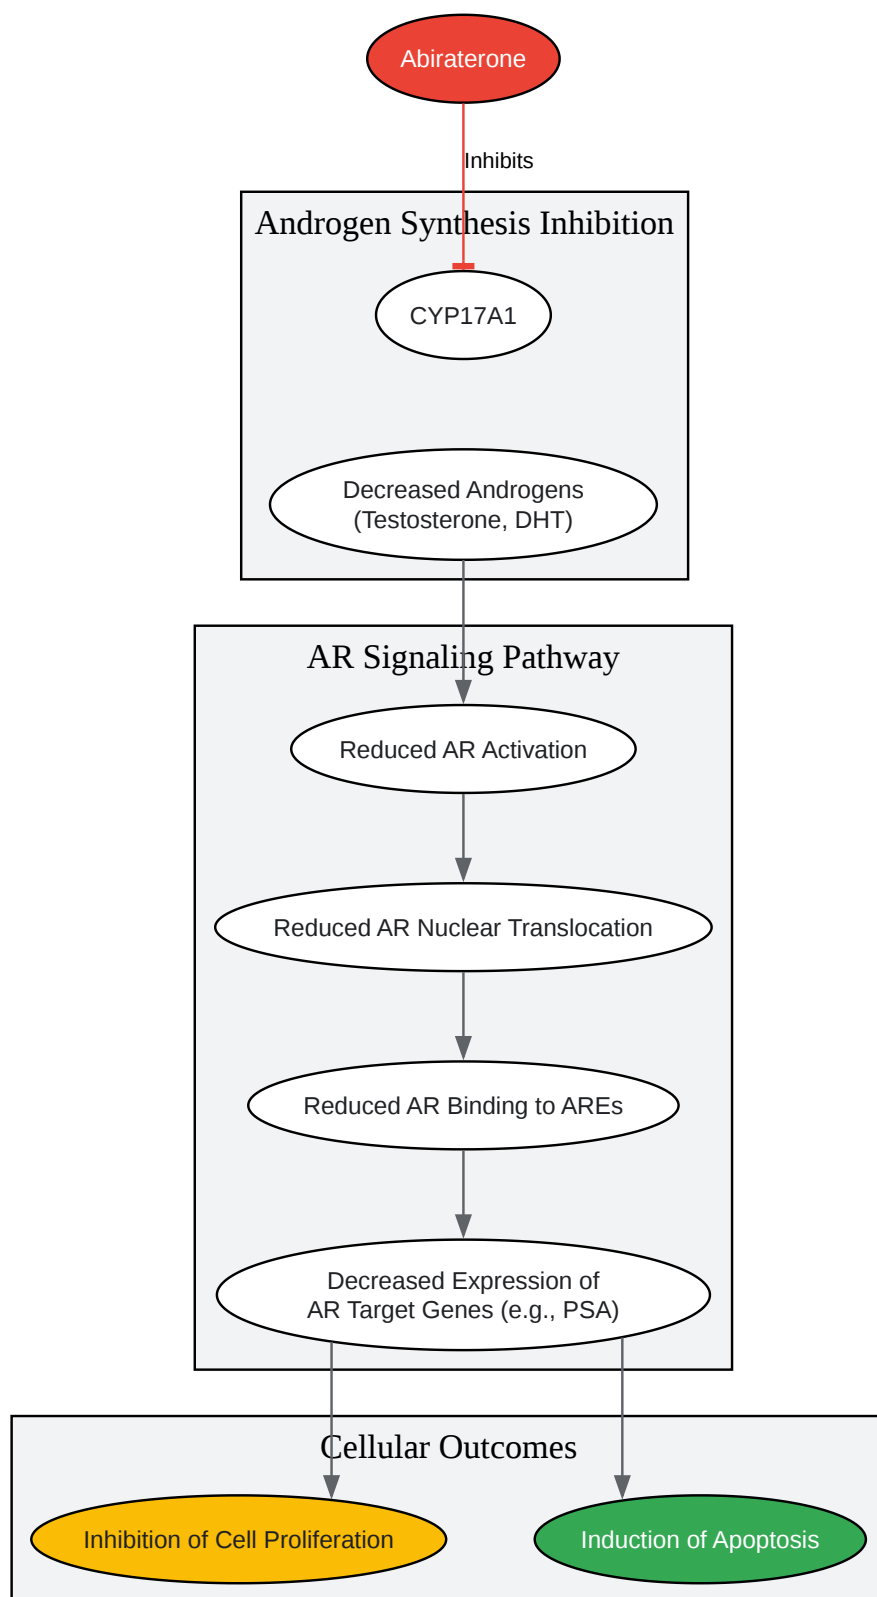 Abiraterone
Inhibits
Androgen Synthesis Inhibition
CYP17A1
Decreased Androgens
(Testosterone, DHT)
AR Signaling Pathway
Reduced AR Activation
Reduced AR Nuclear Translocation
Reduced AR Binding to AREs
Decreased Expression of
AR Target Genes (e.g., PSA)
Cellular Outcomes
Inhibition of Cell Proliferation
Induction of Apoptosis